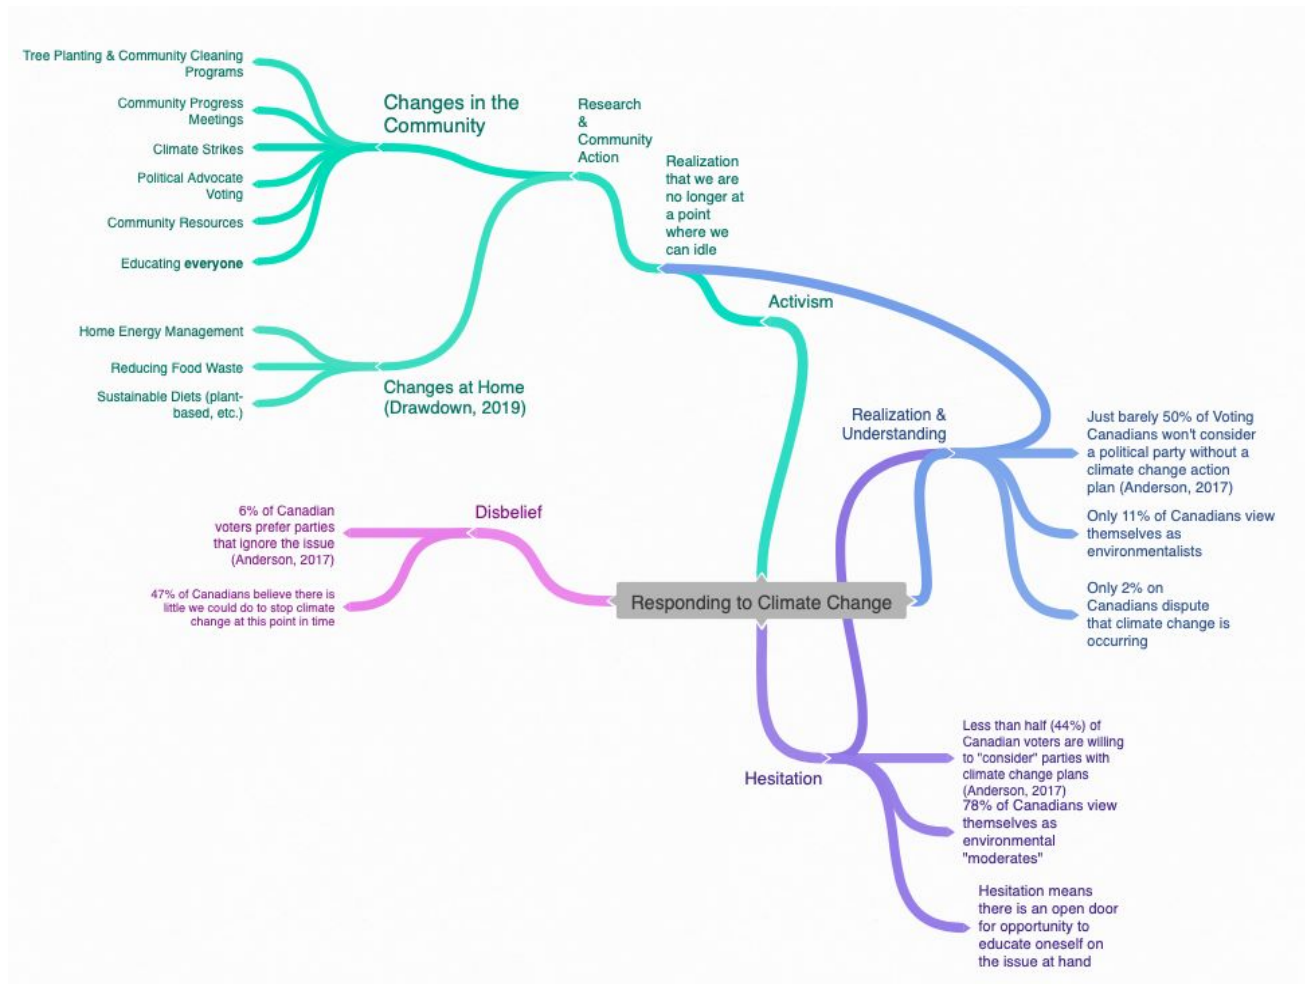 Tree Planting & Community Cleaning
Programs
Community Progress
Meetings
Climate Strikes
Political Advocate
Voting
Community Resources
Educating everyone
Changes in the
Community
Research
&
Community
Action
Realization
that we are
no longer at
a point
where we
can idle
Activism
Home Energy Management
Reducing Food Waste
Sustainable Diets (plant-
based, etc.)
Changes at Home
(Drawdown, 2019)
Realization &
Understanding
Just barely 50% of Voting
Canadians won't consider
a political party without a
climate change action
plan (Anderson, 2017)
Only 11% of Canadians view
themselves as
environmentalists
Only 2% on
Canadians dispute
that climate change is
occurring
Disbelief
6% of Canadian
voters prefer parties
that ignore the issue
(Anderson, 2017)
47% of Canadians believe there is
little we could do to stop climate
change at this point in time
Responding to Climate Change
Hesitation
Less than half (44%) of
Canadian voters are willing
to "consider" parties with
climate change plans
(Anderson, 2017)
78% of Canadians view
themselves as
environmental
"moderates"
Hesitation means
there is an open door
for opportunity to
educate oneself on
the issue at hand